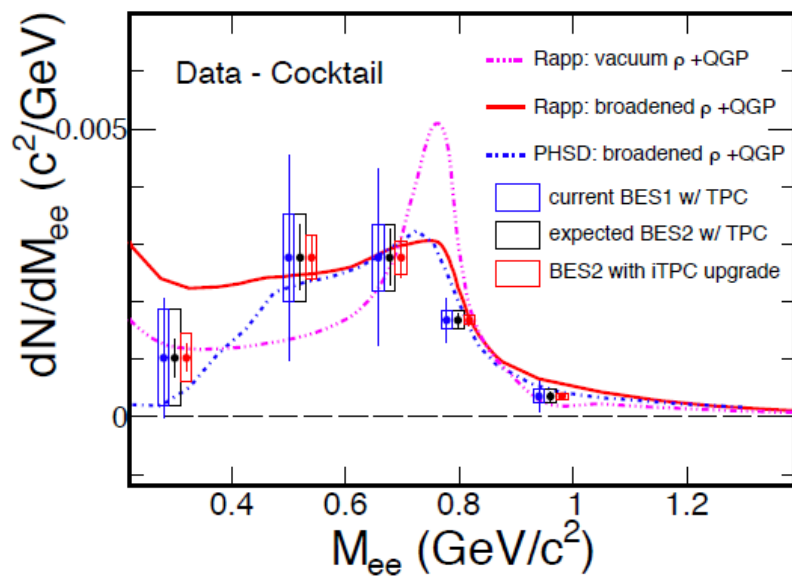 Data - Cocktail
Rapp: vacuum ρ +QGP
Rapp: broadened ρ +QGP
PHSD: broadened ρ +QGP
current BES1 w/ TPC
expected BES2 w/ TPC
BES2 with iTPC upgrade
dN/dM_ee (c²/GeV)
0.005
0
0.4 0.6 0.8 1 1.2
M_ee (GeV/c²)